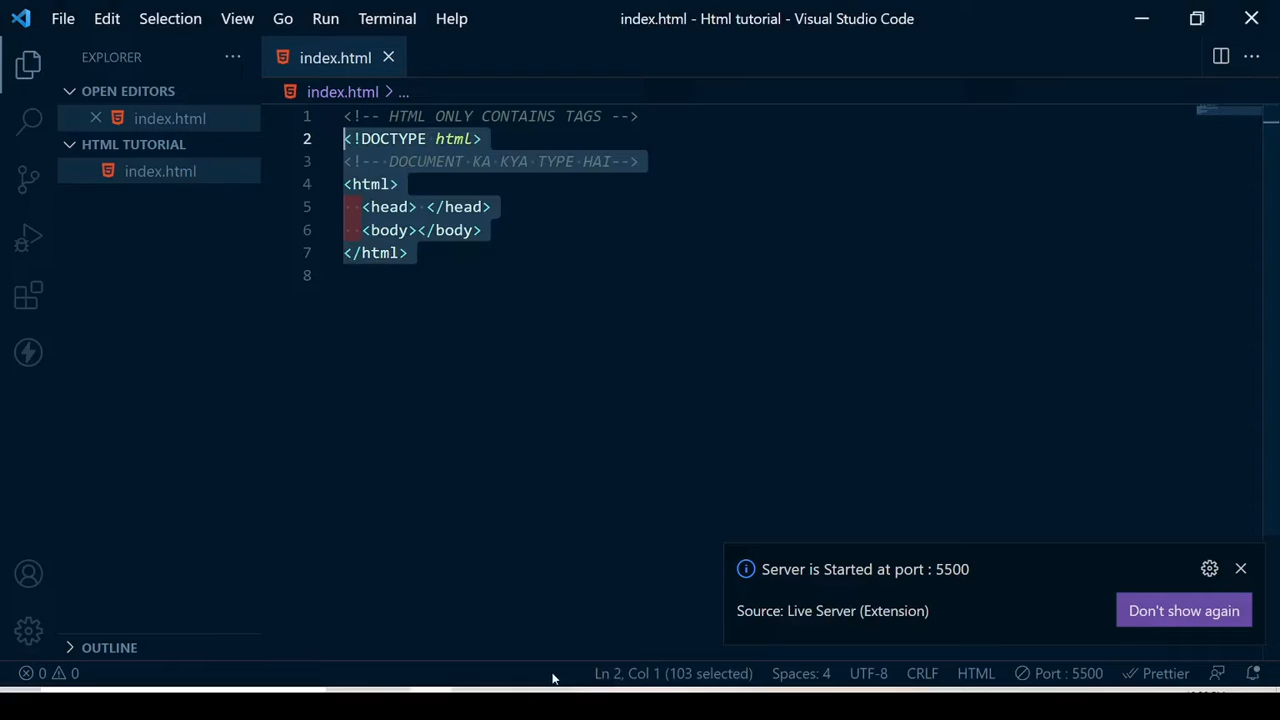 File Edit Selection View Go Run Terminal Help
index.html - Html tutorial - Visual Studio Code
EXPLORER
OPEN EDITORS
index.html
HTML TUTORIAL
index.html
OUTLINE
index.html
index.html > ...
1 <!-- HTML ONLY CONTAINS TAGS -->
2 <!DOCTYPE html>
3 <!-- DOCUMENT KA KYA TYPE HAI-->
4 <html>
5 <head> </head>
6 <body></body>
7 </html>
8
Server is Started at port : 5500
Source: Live Server (Extension)
Don't show again
0 0 Ln 2, Col 1 (103 selected) Spaces: 4 UTF-8 CRLF HTML Port : 5500 Prettier